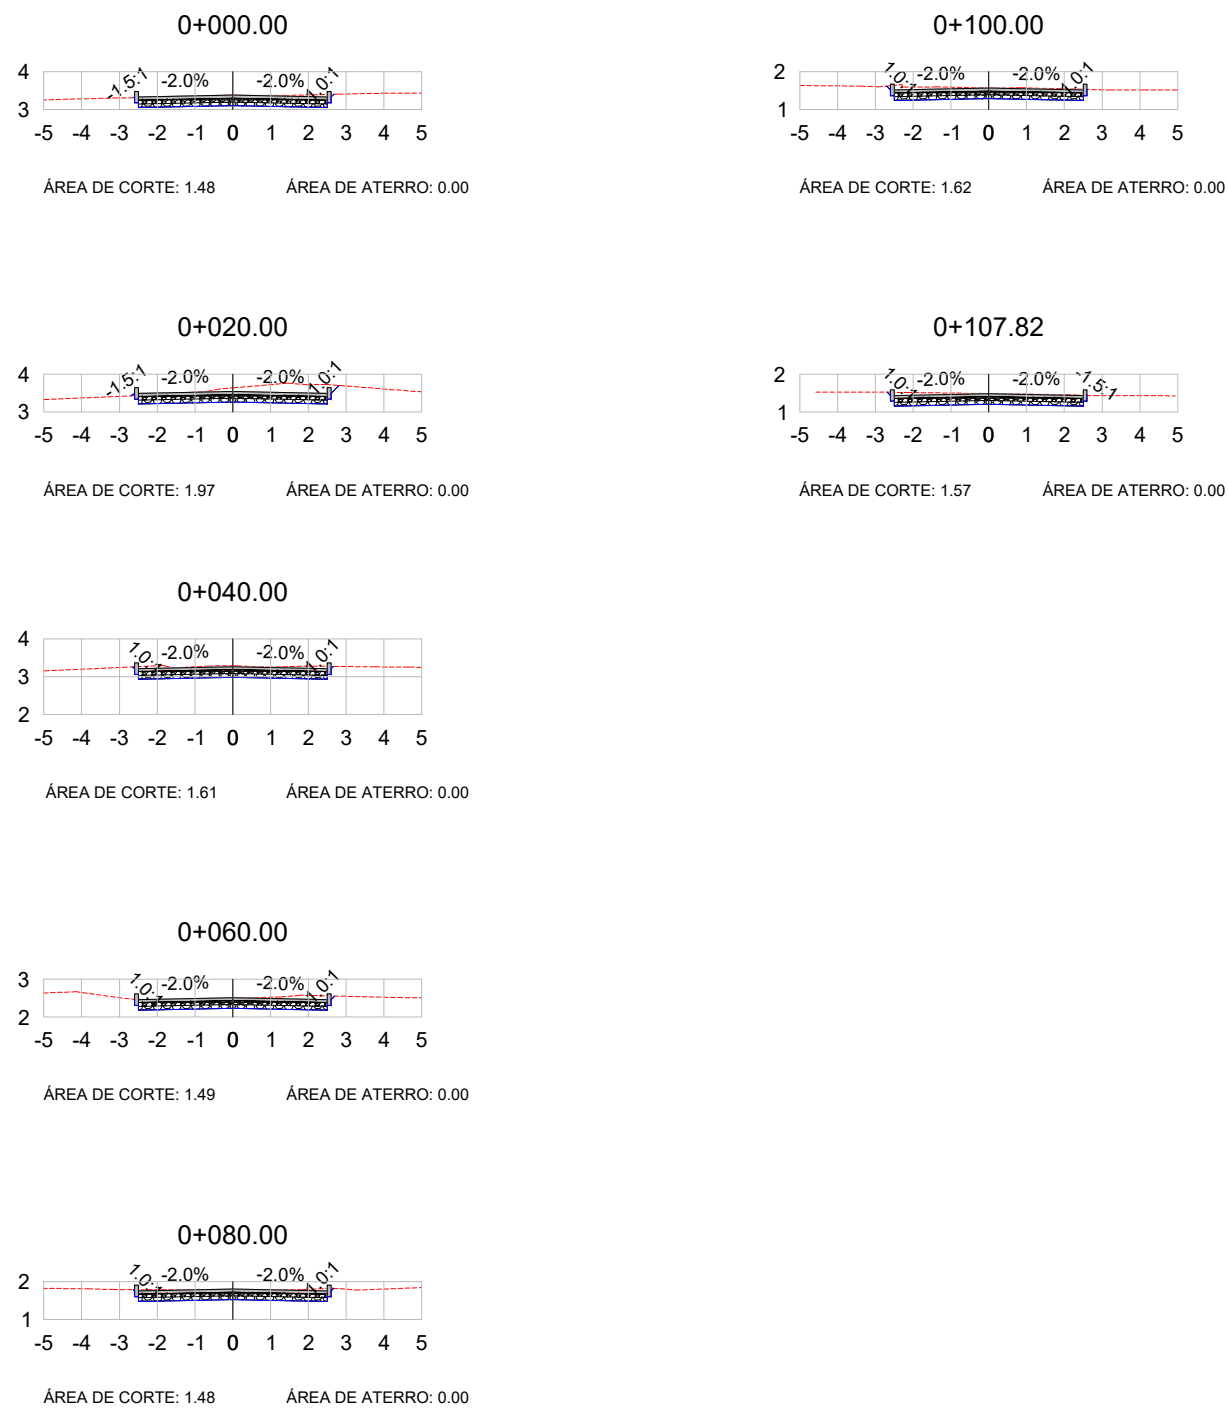 0+000.00
-1.5:1 -2.0% -2.0% 1.0:1
4
3
-5 -4 -3 -2 -1 0 1 2 3 4 5
ÁREA DE CORTE: 1.48 ÁREA DE ATERRO: 0.00
0+020.00
-1.5:1 -2.0% -2.0% 1.0:1
4
3
-5 -4 -3 -2 -1 0 1 2 3 4 5
ÁREA DE CORTE: 1.97 ÁREA DE ATERRO: 0.00
0+040.00
1.0:1 -2.0% -2.0% 1.0:1
4
3
2
-5 -4 -3 -2 -1 0 1 2 3 4 5
ÁREA DE CORTE: 1.61 ÁREA DE ATERRO: 0.00
0+060.00
1.0:1 -2.0% -2.0% 1.0:1
3
2
-5 -4 -3 -2 -1 0 1 2 3 4 5
ÁREA DE CORTE: 1.49 ÁREA DE ATERRO: 0.00
0+080.00
1.0:1 -2.0% -2.0% 1.0:1
2
1
-5 -4 -3 -2 -1 0 1 2 3 4 5
ÁREA DE CORTE: 1.48 ÁREA DE ATERRO: 0.00
0+100.00
1.0:1 -2.0% -2.0% 1.0:1
2
1
-5 -4 -3 -2 -1 0 1 2 3 4 5
ÁREA DE CORTE: 1.62 ÁREA DE ATERRO: 0.00
0+107.82
1.0:1 -2.0% -2.0% -1.5:1
2
1
-5 -4 -3 -2 -1 0 1 2 3 4 5
ÁREA DE CORTE: 1.57 ÁREA DE ATERRO: 0.00